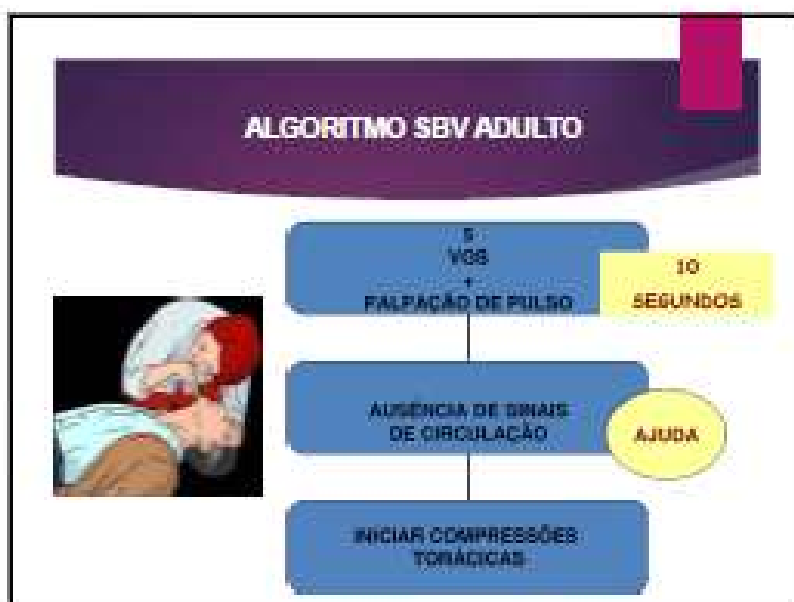 ALGORITMO SBV ADULTO
5
VOS
+
PALPAÇÃO DE PULSO
10
SEGUNDOS
AUSÊNCIA DE SINAIS
DE CIRCULAÇÃO
AJUDA
INICIAR COMPRESSÕES
TORÁCICAS